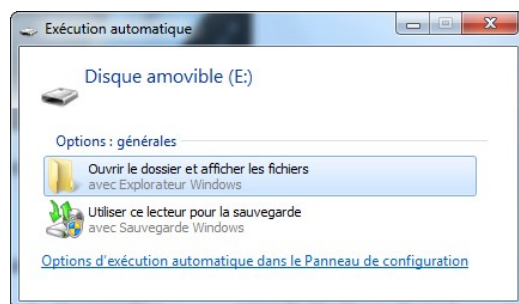 Exécution automatique
Disque amovible (E:)
Options : générales
Ouvrir le dossier et afficher les fichiers
avec Explorateur Windows
Utiliser ce lecteur pour la sauvegarde
avec Sauvegarde Windows
Options d'exécution automatique dans le Panneau de configuration